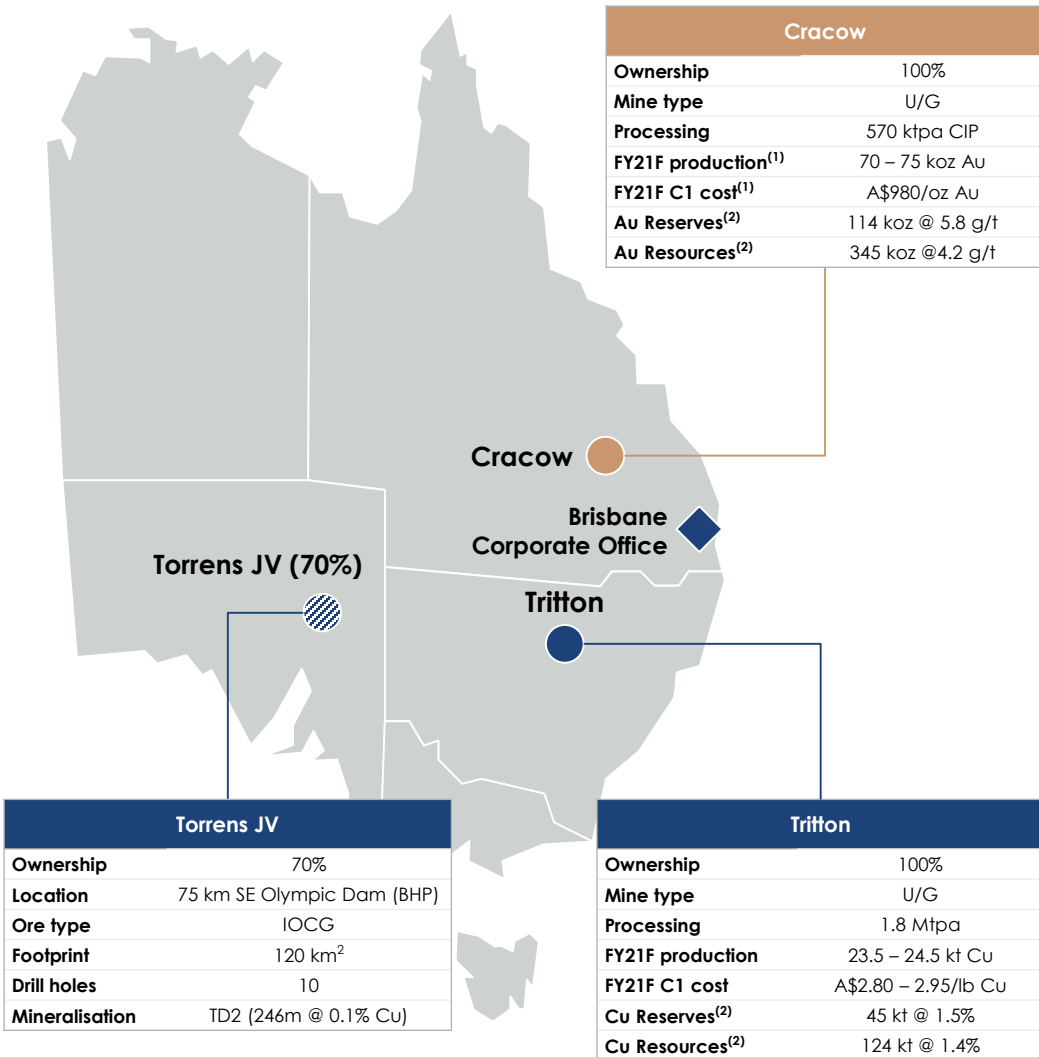 Cracow
Ownership 100%
Mine type U/G
Processing 570 ktpa CIP
FY21F production(1) 70 – 75 koz Au
FY21F C1 cost(1) A$980/oz Au
Au Reserves(2) 114 koz @ 5.8 g/t
Au Resources(2) 345 koz @4.2 g/t
Cracow
Brisbane
Corporate Office
Torrens JV (70%)
Tritton
Torrens JV
Ownership 70%
Location 75 km SE Olympic Dam (BHP)
Ore type IOCG
Footprint 120 km2
Drill holes 10
Mineralisation TD2 (246m @ 0.1% Cu)
Tritton
Ownership 100%
Mine type U/G
Processing 1.8 Mtpa
FY21F production 23.5 – 24.5 kt Cu
FY21F C1 cost A$2.80 – 2.95/lb Cu
Cu Reserves(2) 45 kt @ 1.5%
Cu Resources(2) 124 kt @ 1.4%